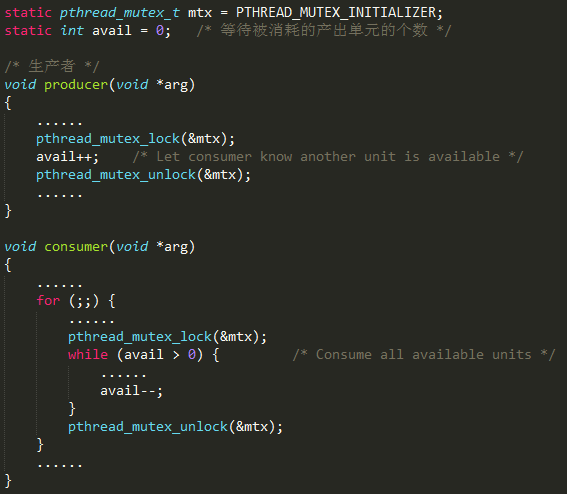 static pthread_mutex_t mtx = PTHREAD_MUTEX_INITIALIZER;
static int avail = 0;   /* 等待被消耗的产出单元的个数 */

/* 生产者 */
void producer(void *arg)
{
    ......
    pthread_mutex_lock(&mtx);
    avail++;    /* Let consumer know another unit is available */
    pthread_mutex_unlock(&mtx);
    ......
}

void consumer(void *arg)
{
    ......
    for (;;) {
        ......
        pthread_mutex_lock(&mtx);
        while (avail > 0) {         /* Consume all available units */
            ......
            avail--;
        }
        pthread_mutex_unlock(&mtx);
    }
    ......
}